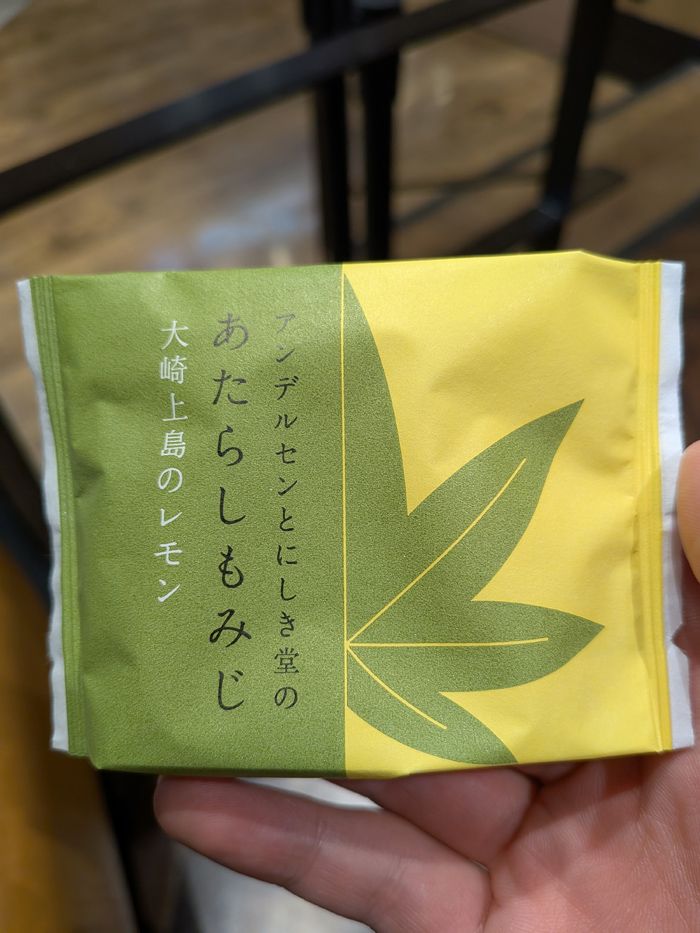 アンデルセンとにしき堂の
あたらしもみじ
大崎上島のレモン